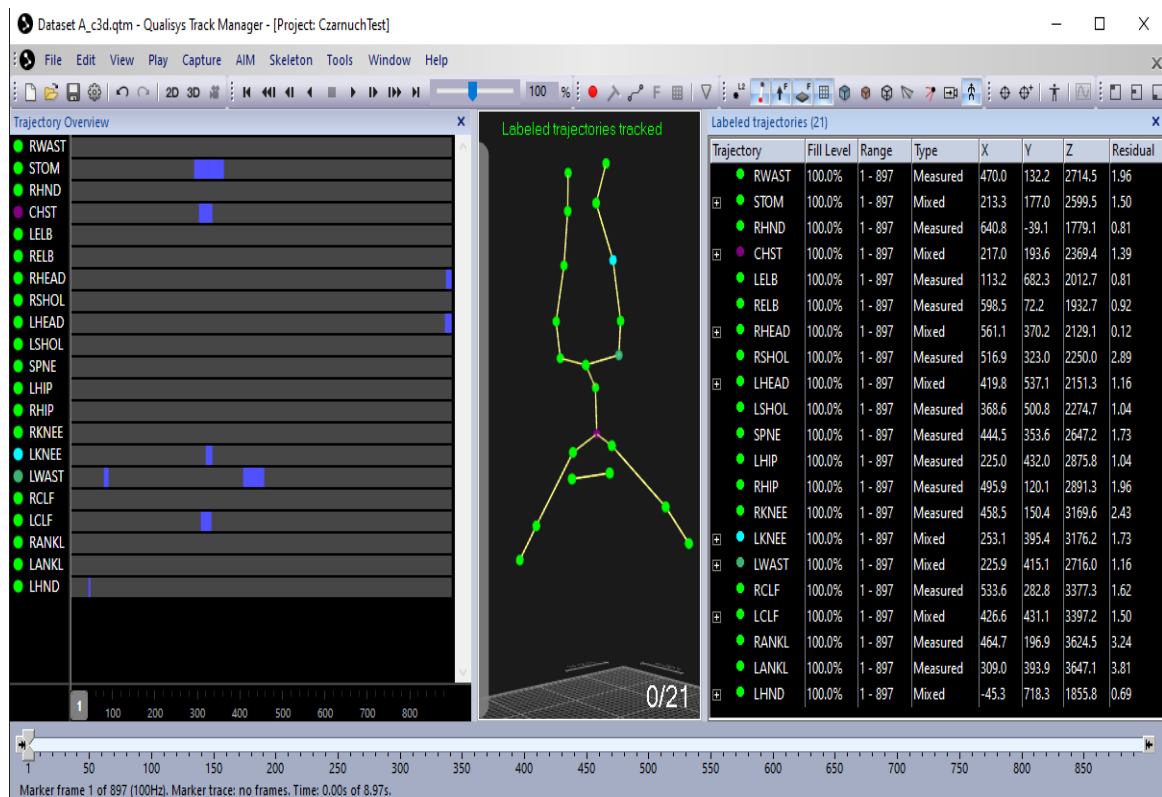 Dataset A_c3d.qtm - Qualisys Track Manager - [Project: CzarnuchTest]
File Edit View Play Capture AIM Skeleton Tools Window Help
2D 3D 100 % F L2 F F
Trajectory Overview
RWAST
STOM
RHND
CHST
LELB
RELB
RHEAD
RSHOL
LHEAD
LSHOL
SPNE
LHIP
RHIP
RKNEE
LKNEE
LWAST
RCLF
LCLF
RANKL
LANKL
LHND
1 100 200 300 400 500 600 700 800
Labeled trajectories tracked
0/21
Labeled trajectories (21)
Trajectory Fill Level Range Type X Y Z Residual
RWAST 100.0% 1 - 897 Measured 470.0 132.2 2714.5 1.96
STOM 100.0% 1 - 897 Mixed 213.3 177.0 2599.5 1.50
RHND 100.0% 1 - 897 Measured 640.8 -39.1 1779.1 0.81
CHST 100.0% 1 - 897 Mixed 217.0 193.6 2369.4 1.39
LELB 100.0% 1 - 897 Measured 113.2 682.3 2012.7 0.81
RELB 100.0% 1 - 897 Measured 598.5 72.2 1932.7 0.92
RHEAD 100.0% 1 - 897 Mixed 561.1 370.2 2129.1 0.12
RSHOL 100.0% 1 - 897 Measured 516.9 323.0 2250.0 2.89
LHEAD 100.0% 1 - 897 Mixed 419.8 537.1 2151.3 1.16
LSHOL 100.0% 1 - 897 Measured 368.6 500.8 2274.7 1.04
SPNE 100.0% 1 - 897 Measured 444.5 353.6 2647.2 1.73
LHIP 100.0% 1 - 897 Measured 225.0 432.0 2875.8 1.04
RHIP 100.0% 1 - 897 Measured 495.9 120.1 2891.3 1.96
RKNEE 100.0% 1 - 897 Measured 458.5 150.4 3169.6 2.43
LKNEE 100.0% 1 - 897 Mixed 253.1 395.4 3176.2 1.73
LWAST 100.0% 1 - 897 Mixed 225.9 415.1 2716.0 1.16
RCLF 100.0% 1 - 897 Measured 533.6 282.8 3377.3 1.62
LCLF 100.0% 1 - 897 Mixed 426.6 431.1 3397.2 1.50
RANKL 100.0% 1 - 897 Measured 464.7 196.9 3624.5 3.24
LANKL 100.0% 1 - 897 Measured 309.0 393.9 3647.1 3.81
LHND 100.0% 1 - 897 Mixed -45.3 718.3 1855.8 0.69
1 50 100 150 200 250 300 350 400 450 500 550 600 650 700 750 800 850
Marker frame 1 of 897 (100Hz). Marker trace: no frames. Time: 0.00s of 8.97s.